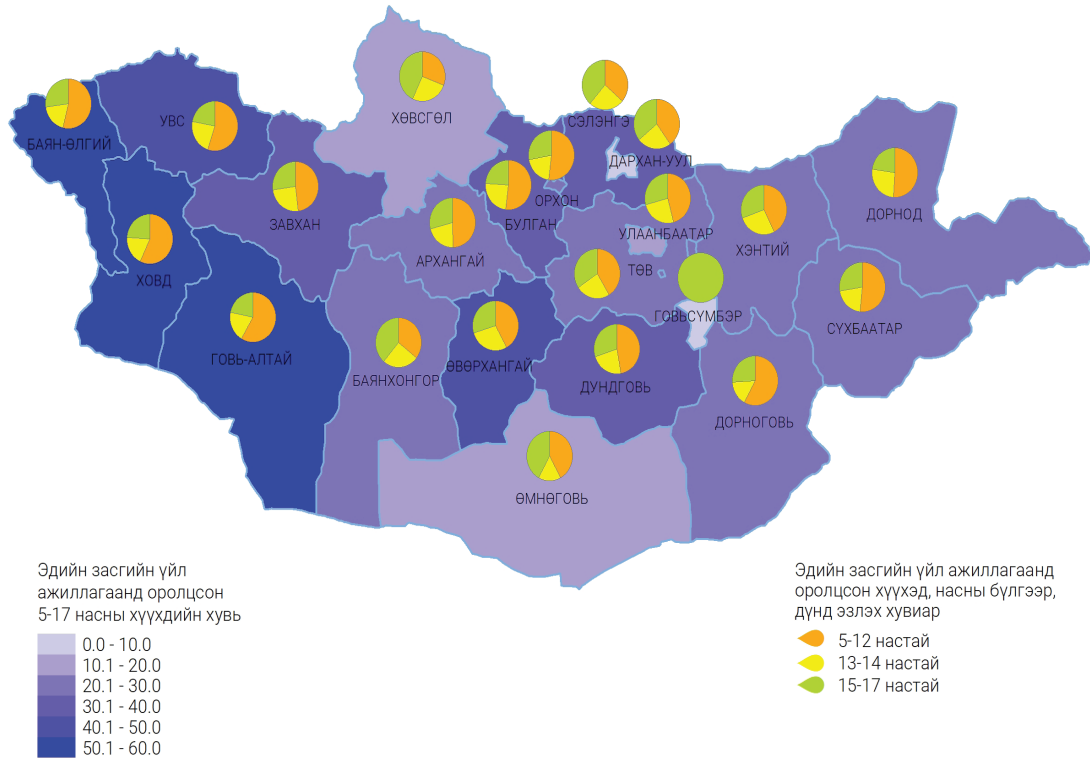 ХӨВСГӨЛ
УВС
СЭЛЭНГЭ
БАЯН-ӨЛГИЙ
ДАРХАН-УУЛ
ОРХОН
ДОРНОД
ЗАВХАН
БУЛГАН
УЛААНБААТАР
ХЭНТИЙ
АРХАНГАЙ
ТӨВ
ХОВД
ГОВЬСҮМБЭР
СҮХБААТАР
ГОВЬ-АЛТАЙ
ӨВӨРХАНГАЙ
БАЯНХОНГОР
ДУНДГОВЬ
ДОРНОГОВЬ
ӨМНӨГОВЬ
Эдийн засгийн үйл
ажиллагаанд оролцсон
5-17 насны хүүхдийн хувь
0.0 - 10.0
10.1 - 20.0
20.1 - 30.0
30.1 - 40.0
40.1 - 50.0
50.1 - 60.0
Эдийн засгийн үйл ажиллагаанд
оролцсон хүүхэд, насны бүлгээр,
дүнд эзлэх хувиар
5-12 настай
13-14 настай
15-17 настай